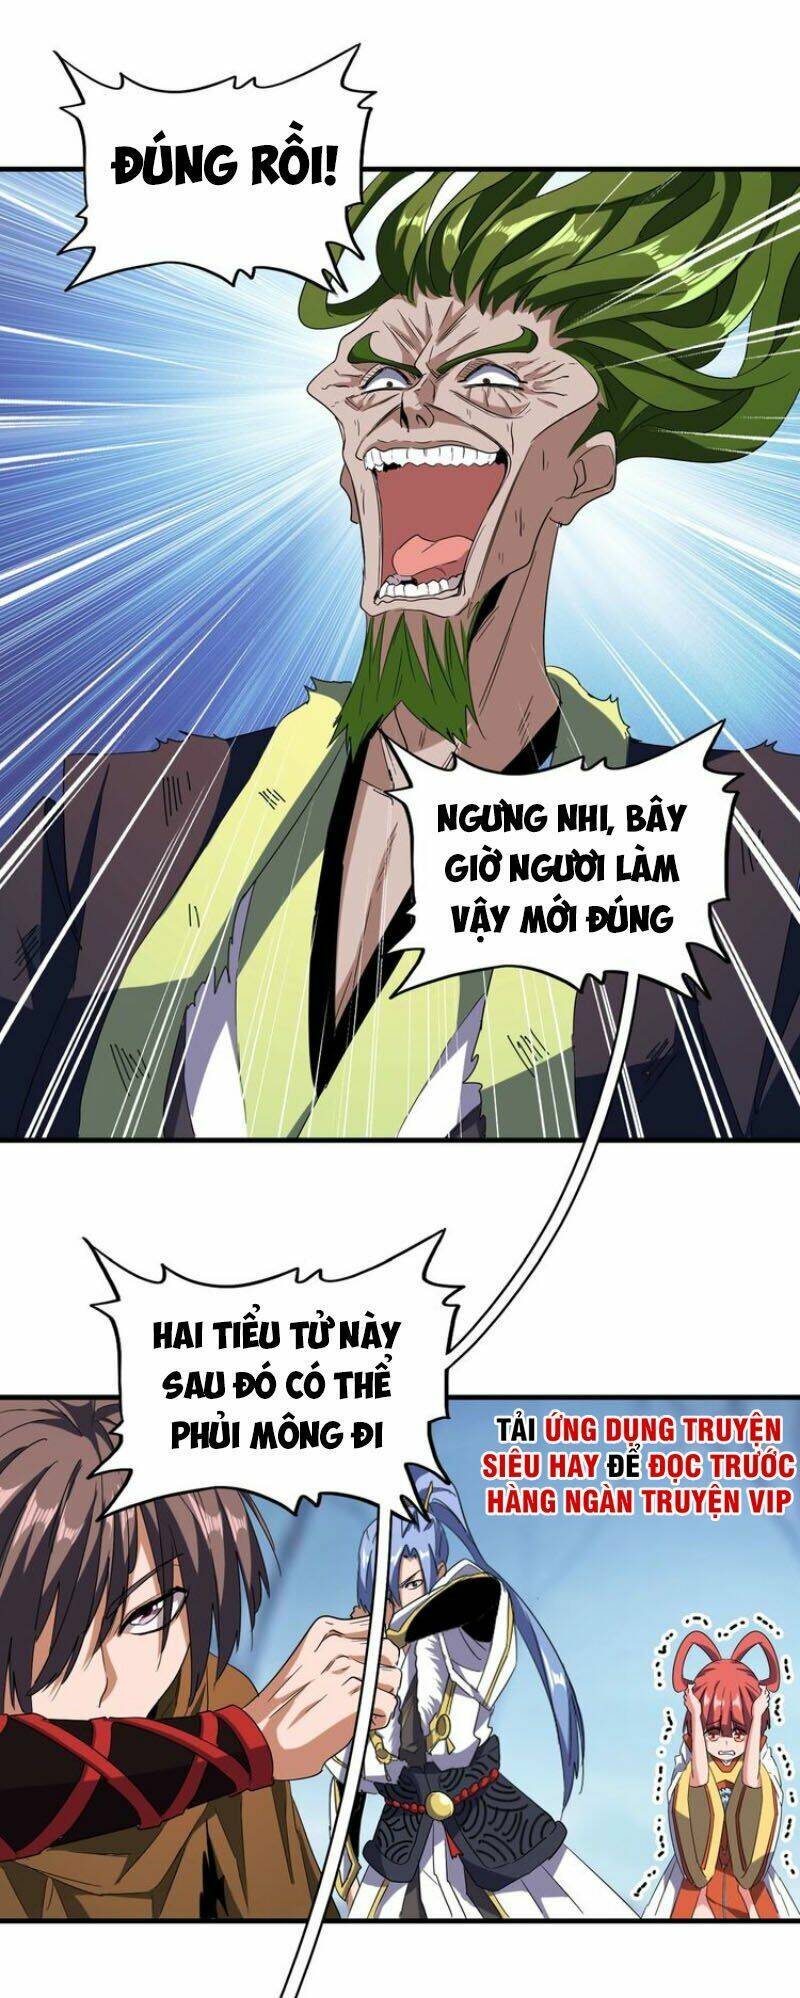 ĐÚNG RỒI!
NGƯNG NHI, BÂY
GIỜ NGƯƠI LÀM
VẬY MỚI ĐÚNG
HAI TIỂU TỬ NÀY
SAU ĐÓ CÓ THỂ
PHỦI MÔNG ĐI
TẢI ỨNG DỤNG TRUYỆN
SIÊU HAY ĐỂ ĐỌC TRƯỚC
HÀNG NGÀN TRUYỆN VIP